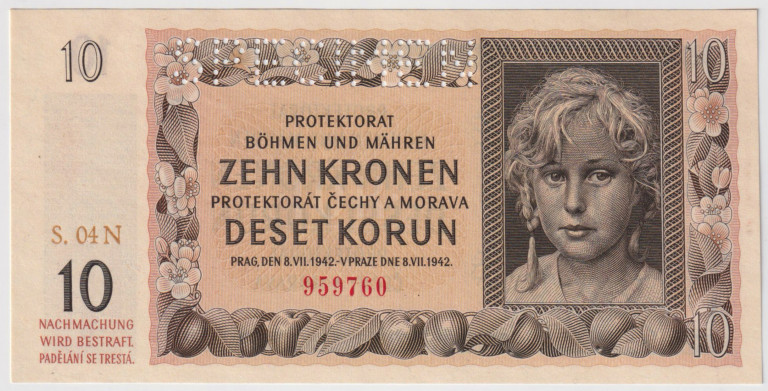 10
10
PROTEKTORAT
BÖHMEN UND MÄHREN
ZEHN KRONEN
PROTEKTORÁT ČECHY A MORAVA
DESET KORUN
PRAG, DEN 8.VII.1942.-V PRAZE DNE 8.VII.1942.
959760
S. 04 N
10
NACHMACHUNG
WIRD BESTRAFT.
PADĚLÁNÍ SE TRESTÁ.
10